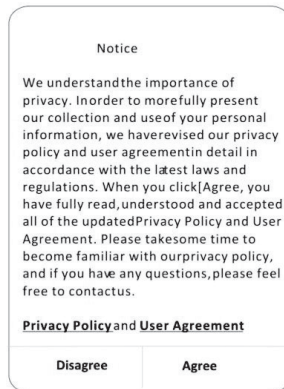 Notice
We understandthe importance of
privacy. Inorder to morefully present
our collection and useof your personal
information, we haverevised our privacy
policy and user agreementin detail in
accordance with the latest laws and
regulations. When you click[Agree, you
have fully read,understood and accepted
all of the updatedPrivacy Policy and User
Agreement. Please takesome time to
become familiar with ourprivacy policy,
and if you have any questions,please feel
free to contactus.
Privacy Policy and User Agreement
Disagree Agree